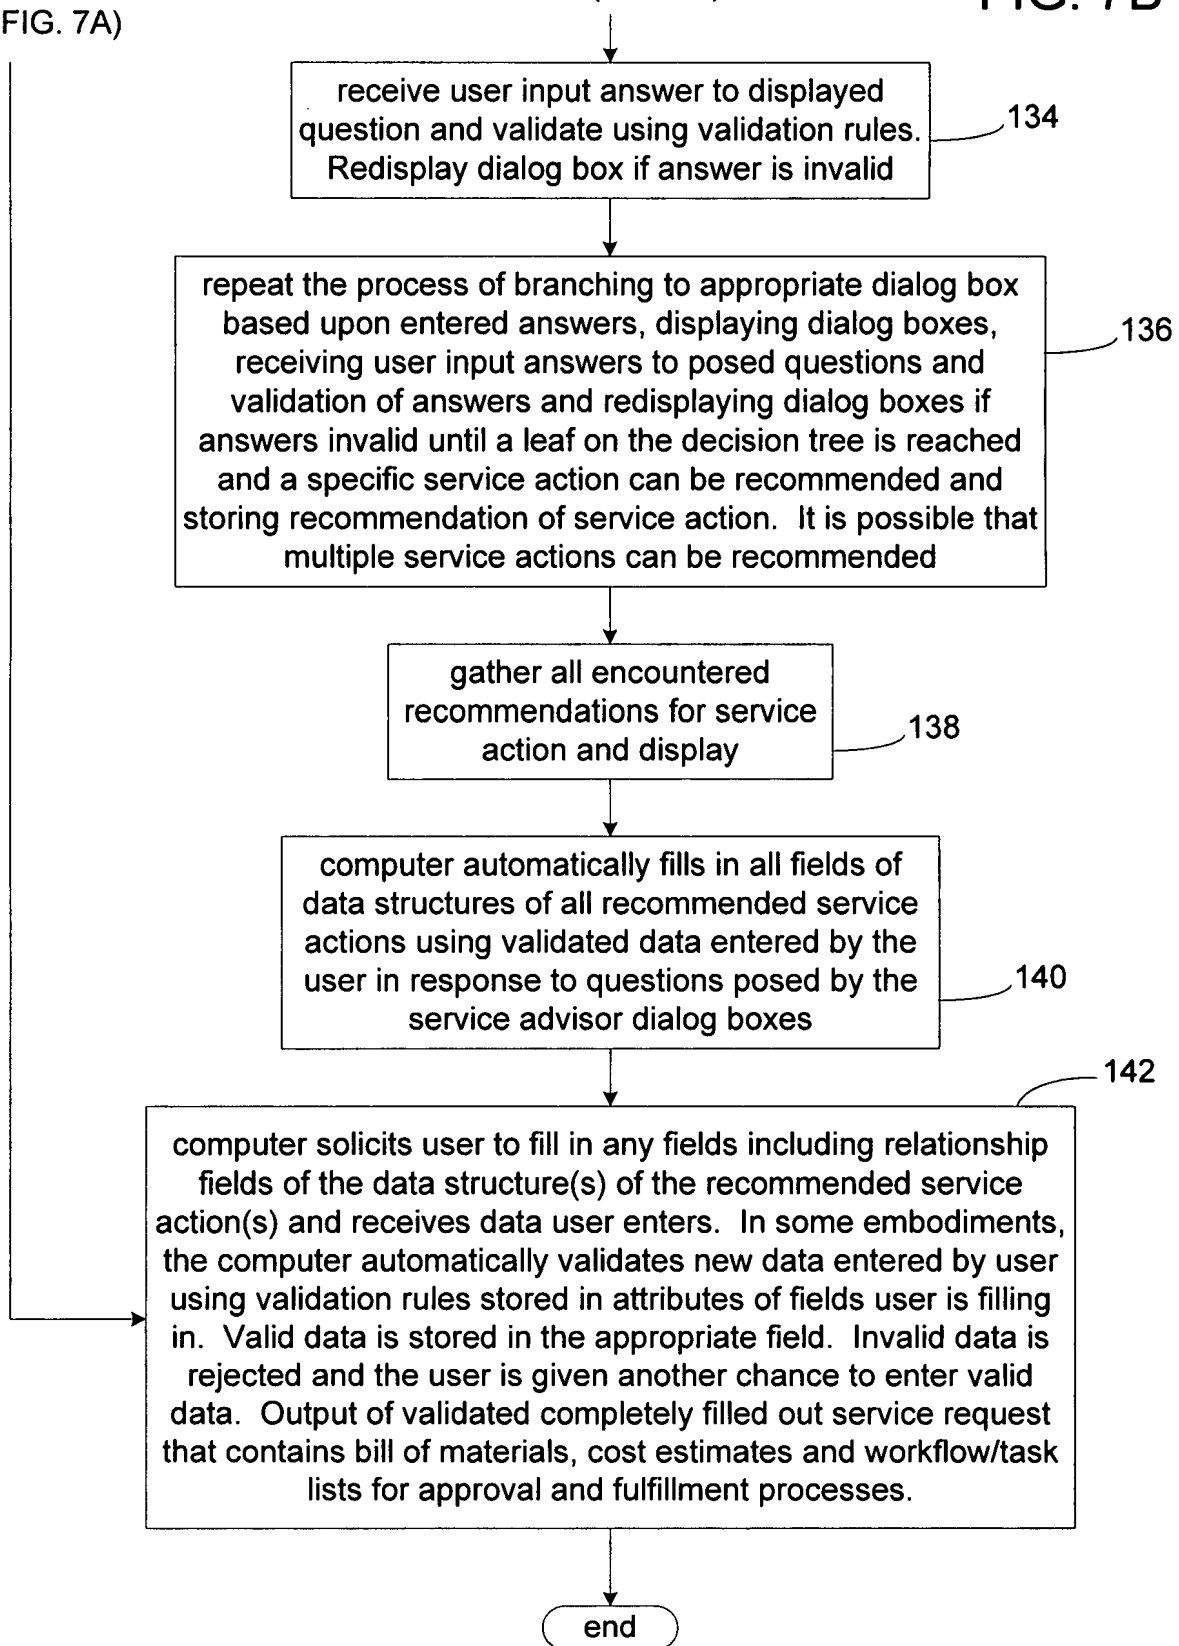 FIG. 7B
FIG. 7A)
receive user input answer to displayed
question and validate using validation rules.
Redisplay dialog box if answer is invalid
134
repeat the process of branching to appropriate dialog box
based upon entered answers, displaying dialog boxes,
receiving user input answers to posed questions and
validation of answers and redisplaying dialog boxes if
answers invalid until a leaf on the decision tree is reached
and a specific service action can be recommended and
storing recommendation of service action. It is possible that
multiple service actions can be recommended
136
gather all encountered
recommendations for service
action and display
138
computer automatically fills in all fields of
data structures of all recommended service
actions using validated data entered by the
user in response to questions posed by the
service advisor dialog boxes
140
142
computer solicits user to fill in any fields including relationship
fields of the data structure(s) of the recommended service
action(s) and receives data user enters. In some embodiments,
the computer automatically validates new data entered by user
using validation rules stored in attributes of fields user is filling
in. Valid data is stored in the appropriate field. Invalid data is
rejected and the user is given another chance to enter valid
data. Output of validated completely filled out service request
that contains bill of materials, cost estimates and workflow/task
lists for approval and fulfillment processes.
end